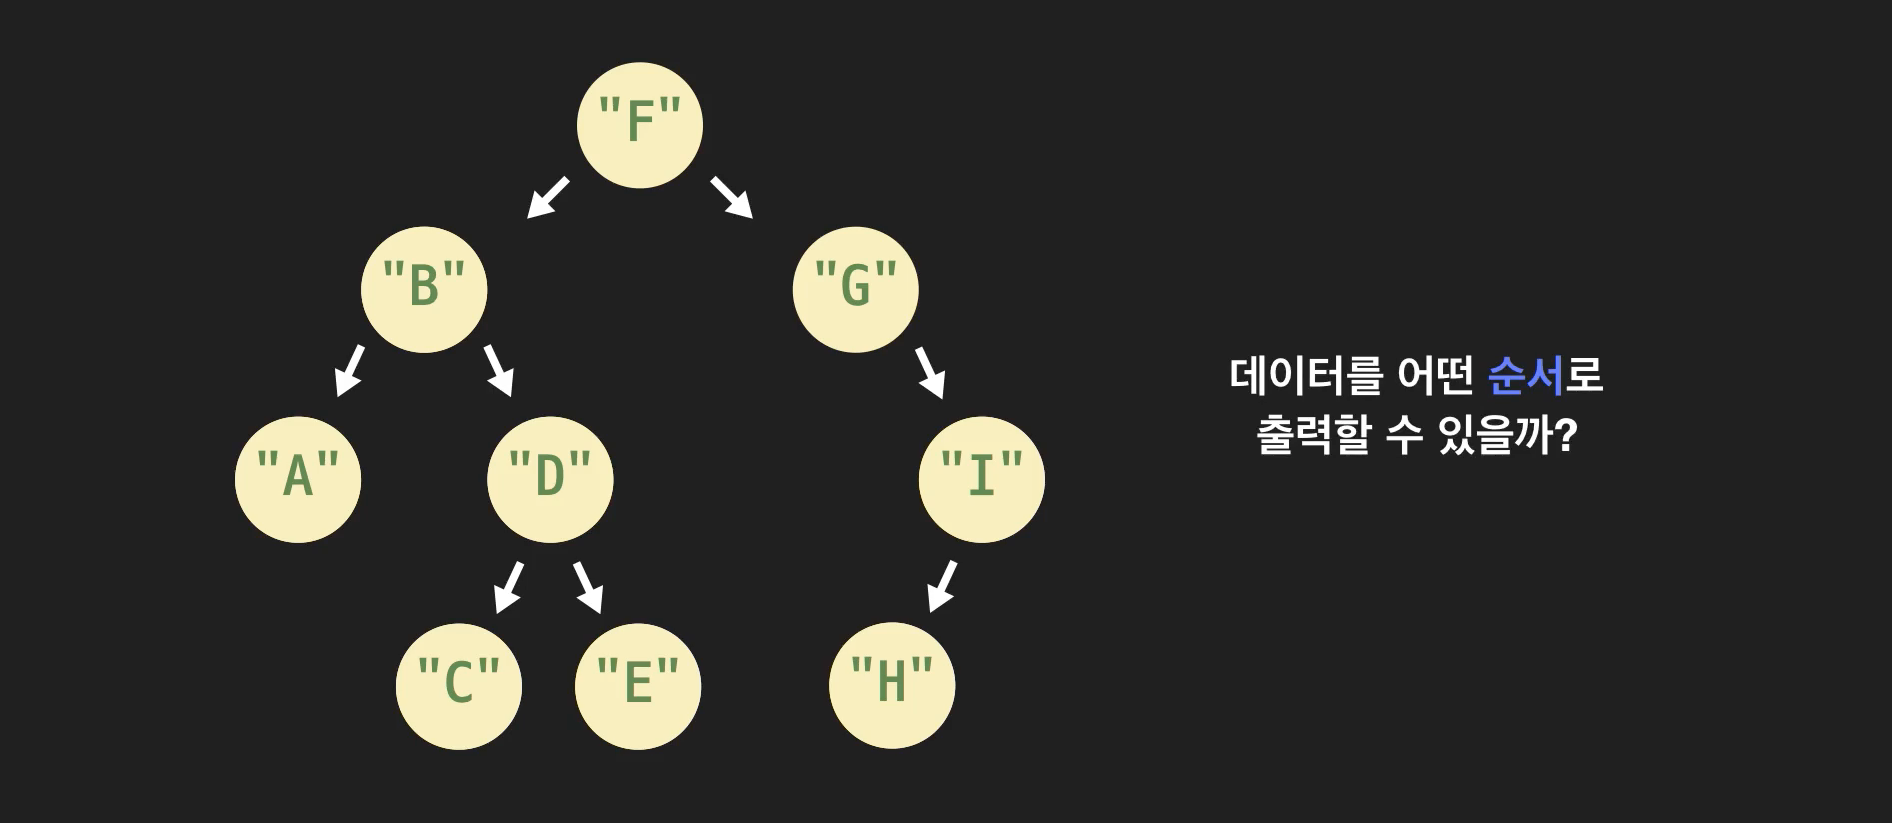 "F"
"B"
"G"
데이터를 어떤 순서로
출력할 수 있을까?
"A"
"D"
"I"
"C"
"E"
"H"